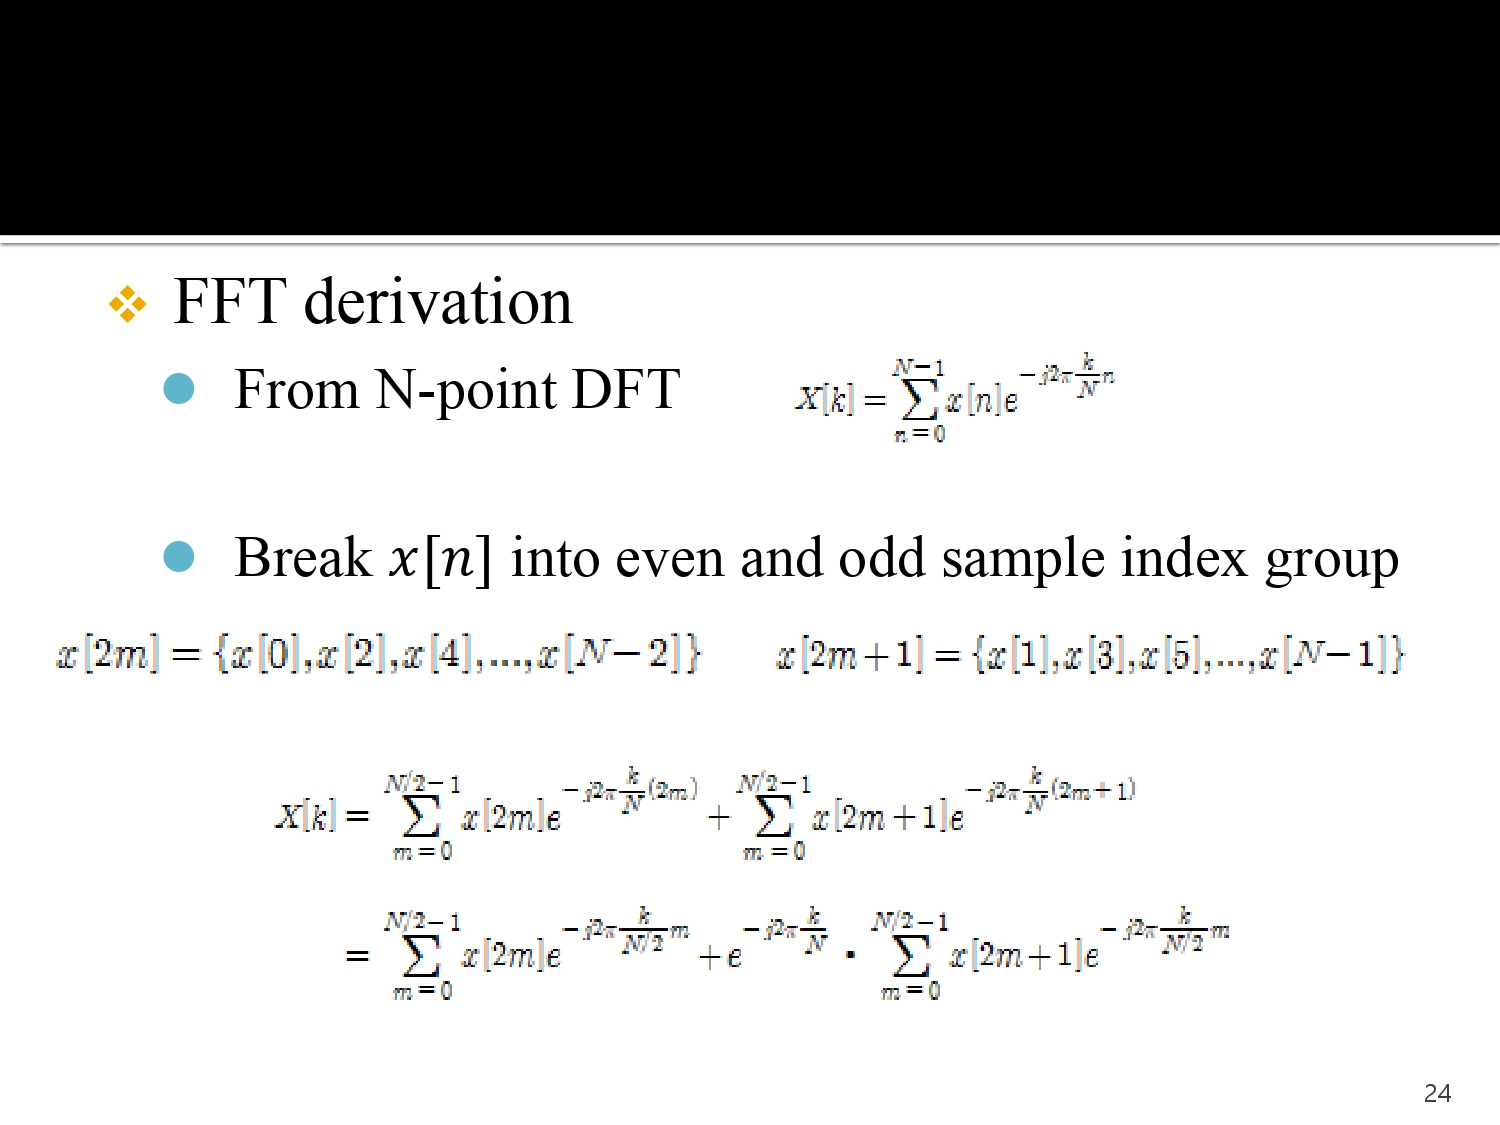 FFT derivation
From N-point DFT X[k] = \sum_{n=0}^{N-1} x[n]e^{-j2\pi\frac{k}{N}n}
Break x[n] into even and odd sample index group
x[2m] = {x[0],x[2],x[4],...,x[N-2]} x[2m+1] = {x[1],x[3],x[5],...,x[N-1]}
X[k] = \sum_{m=0}^{N/2-1} x[2m]e^{-j2\pi\frac{k}{N}(2m)} + \sum_{m=0}^{N/2-1} x[2m+1]e^{-j2\pi\frac{k}{N}(2m+1)}
= \sum_{m=0}^{N/2-1} x[2m]e^{-j2\pi\frac{k}{N/2}m} + e^{-j2\pi\frac{k}{N}} \cdot \sum_{m=0}^{N/2-1} x[2m+1]e^{-j2\pi\frac{k}{N/2}m}
24